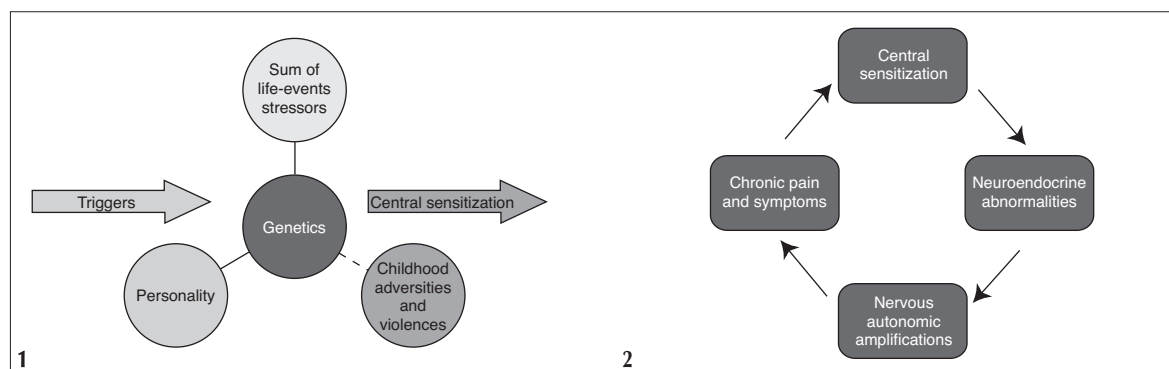 Sum of
life-events
stressors
Triggers
Genetics
Central sensitization
Personality
Childhood
adversities
and
violences
1
Central
sensitization
Neuroendocrine
abnormalities
Nervous
autonomic
amplifications
Chronic pain
and symptoms
2